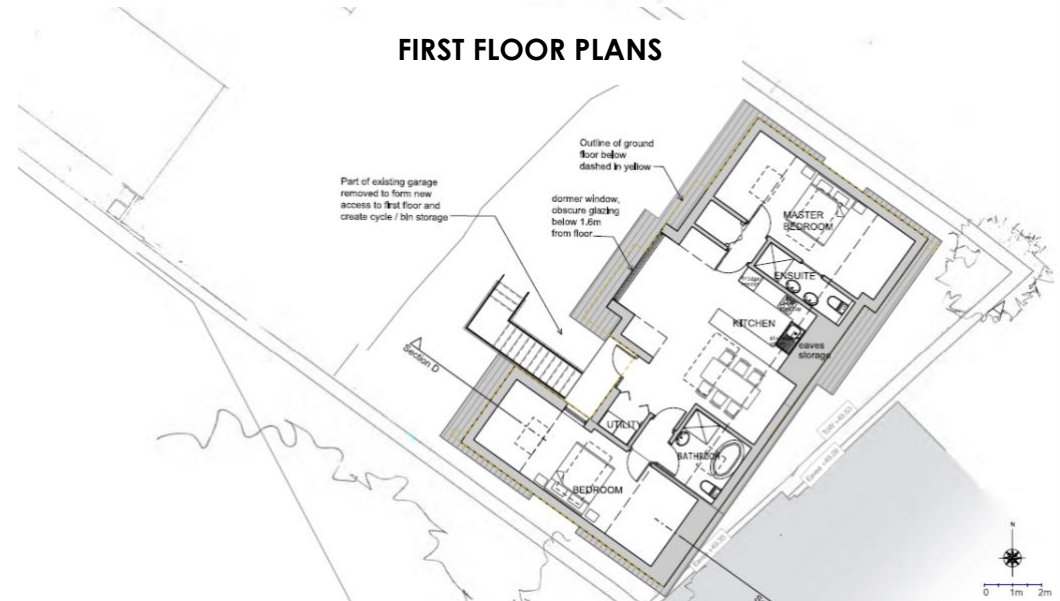 FIRST FLOOR PLANS
Outline of ground
floor below
dashed in yellow
Part of existing garage
removed to form new
access to first floor and
create cycle / bin storage
dormer window,
obscure glazing
below 1.6m
from floor
MASTER
BEDROOM
ENSUITE
KITCHEN
eaves
storage
Section D
UTILITY
BATHROOM
BEDROOM
N
0 1m 2m